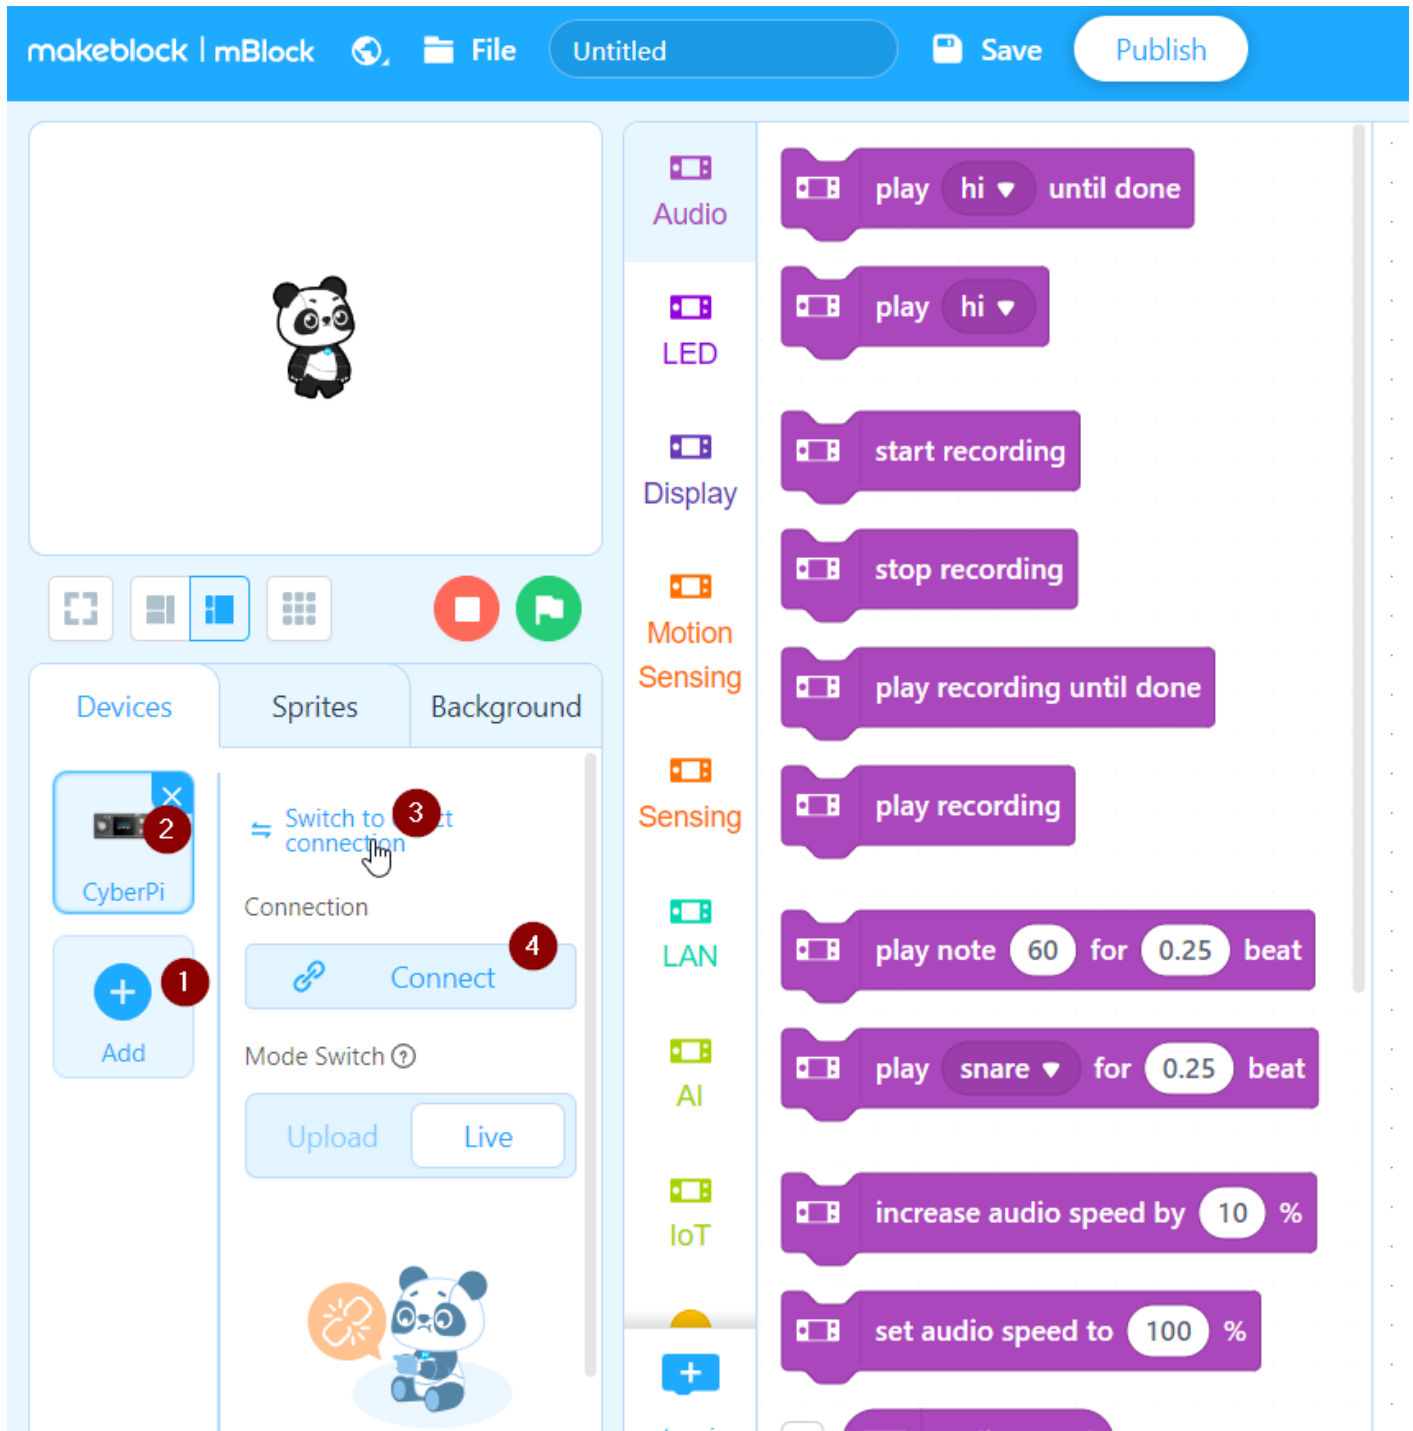 makeblock | mBlock
File
Untitled
Save
Publish
Audio
LED
Display
Motion
Sensing
Sensing
LAN
AI
IoT
play hi until done
play hi
start recording
stop recording
play recording until done
play recording
play note 60 for 0.25 beat
play snare for 0.25 beat
increase audio speed by 10 %
set audio speed to 100 %
Devices
Sprites
Background
2
CyberPi
1
Add
Switch to
3
connection
Connection
4
Connect
Mode Switch ?
Upload
Live